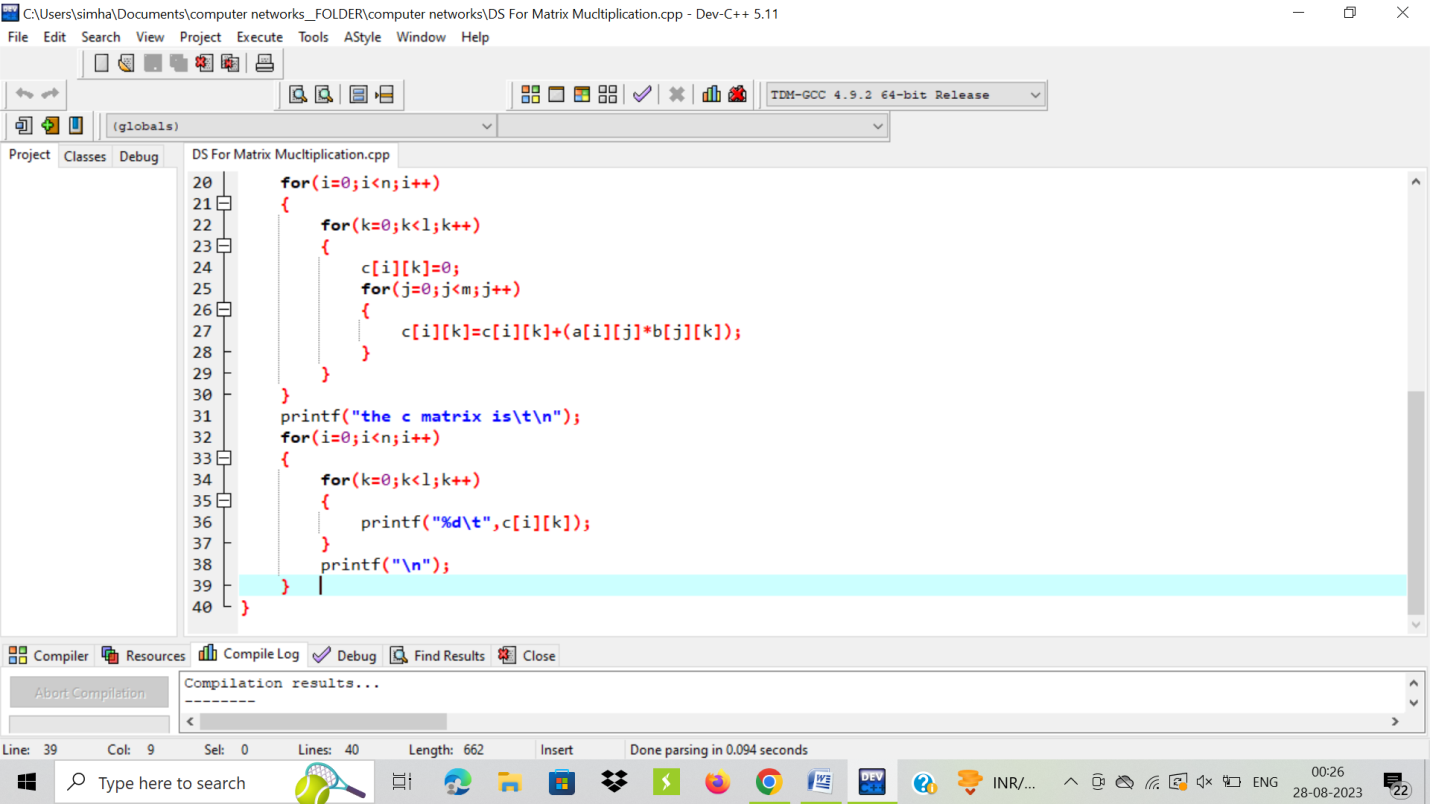 C:\Users\simha\Documents\computer networks_FOLDER\computer networks\DS For Matrix Mucltiplication.cpp - Dev-C++ 5.11
File Edit Search View Project Execute Tools AStyle Window Help
TDM-GCC 4.9.2 64-bit Release
(globals)
Project Classes Debug DS For Matrix Mucltiplication.cpp
20 for(i=0;i<n;i++)
21 {
22 for(k=0;k<l;k++)
23 {
24 c[i][k]=0;
25 for(j=0;j<m;j++)
26 {
27 c[i][k]=c[i][k]+(a[i][j]*b[j][k]);
28 }
29 }
30 }
31 printf("the c matrix is\t\n");
32 for(i=0;i<n;i++)
33 {
34 for(k=0;k<l;k++)
35 {
36 printf("%d\t",c[i][k]);
37 }
38 printf("\n");
39 }
40 }
Compiler Resources Compile Log Debug Find Results Close
Abort Compilation
Compilation results...
--------
Line: 39 Col: 9 Sel: 0 Lines: 40 Length: 662 Insert Done parsing in 0.094 seconds
Type here to search
W
DEV
C++
INR/...
ENG
00:26
28-08-2023
22